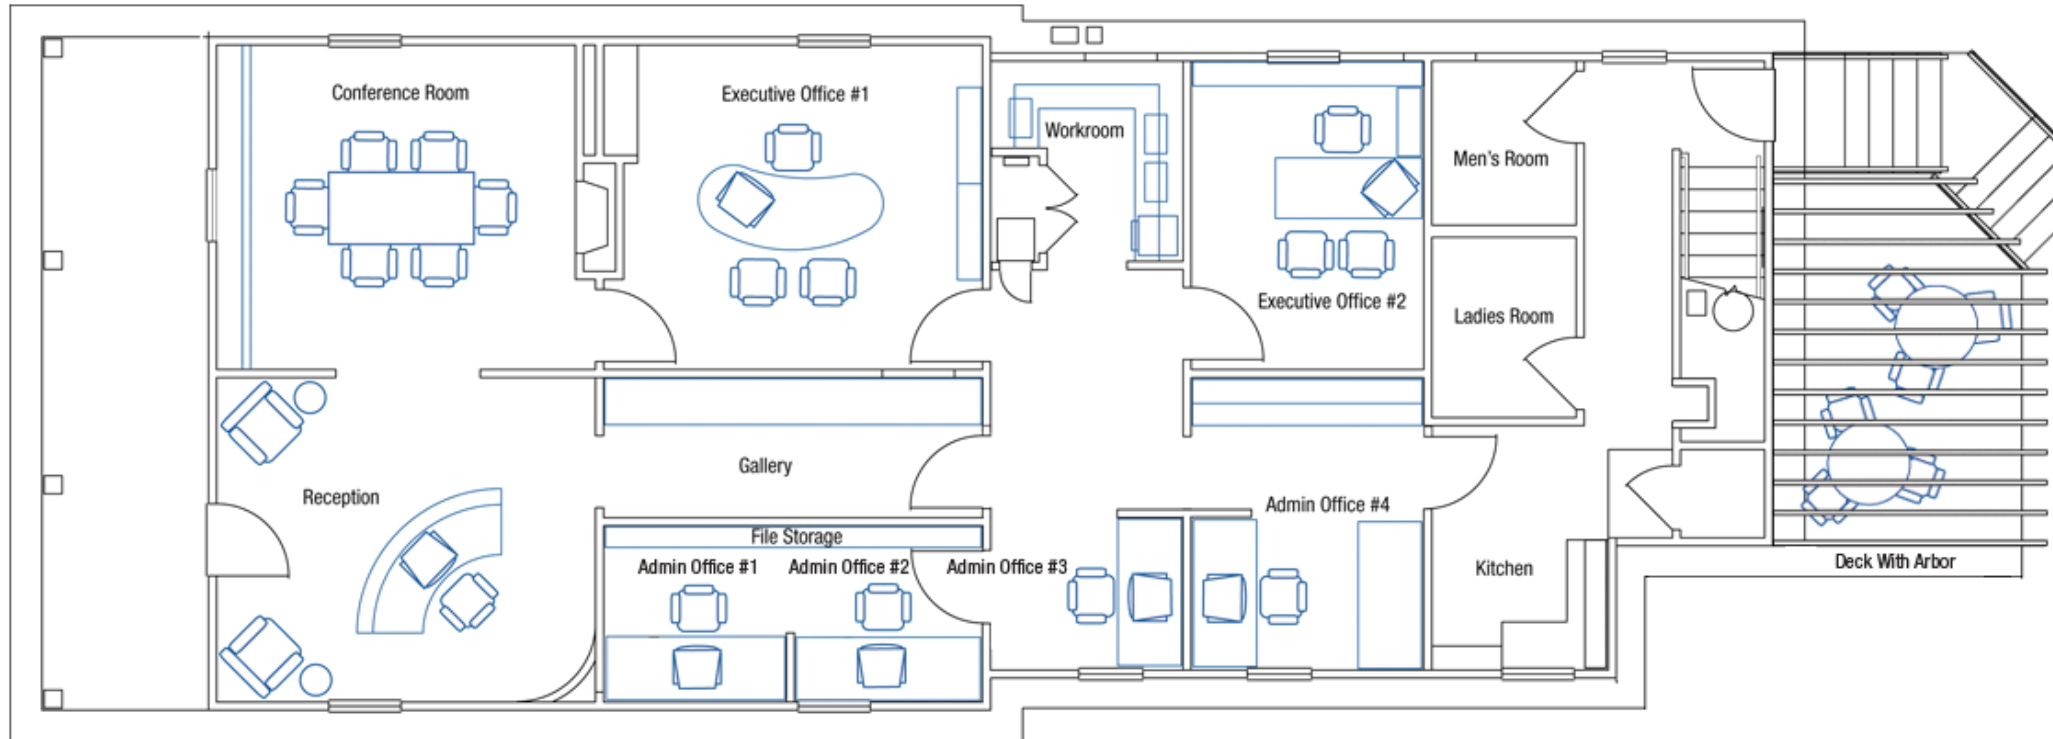 Conference Room
Executive Office #1
Workroom
Men's Room
Executive Office #2
Ladies Room
Gallery
Reception
Admin Office #4
File Storage
Admin Office #1
Admin Office #2
Admin Office #3
Kitchen
Deck With Arbor